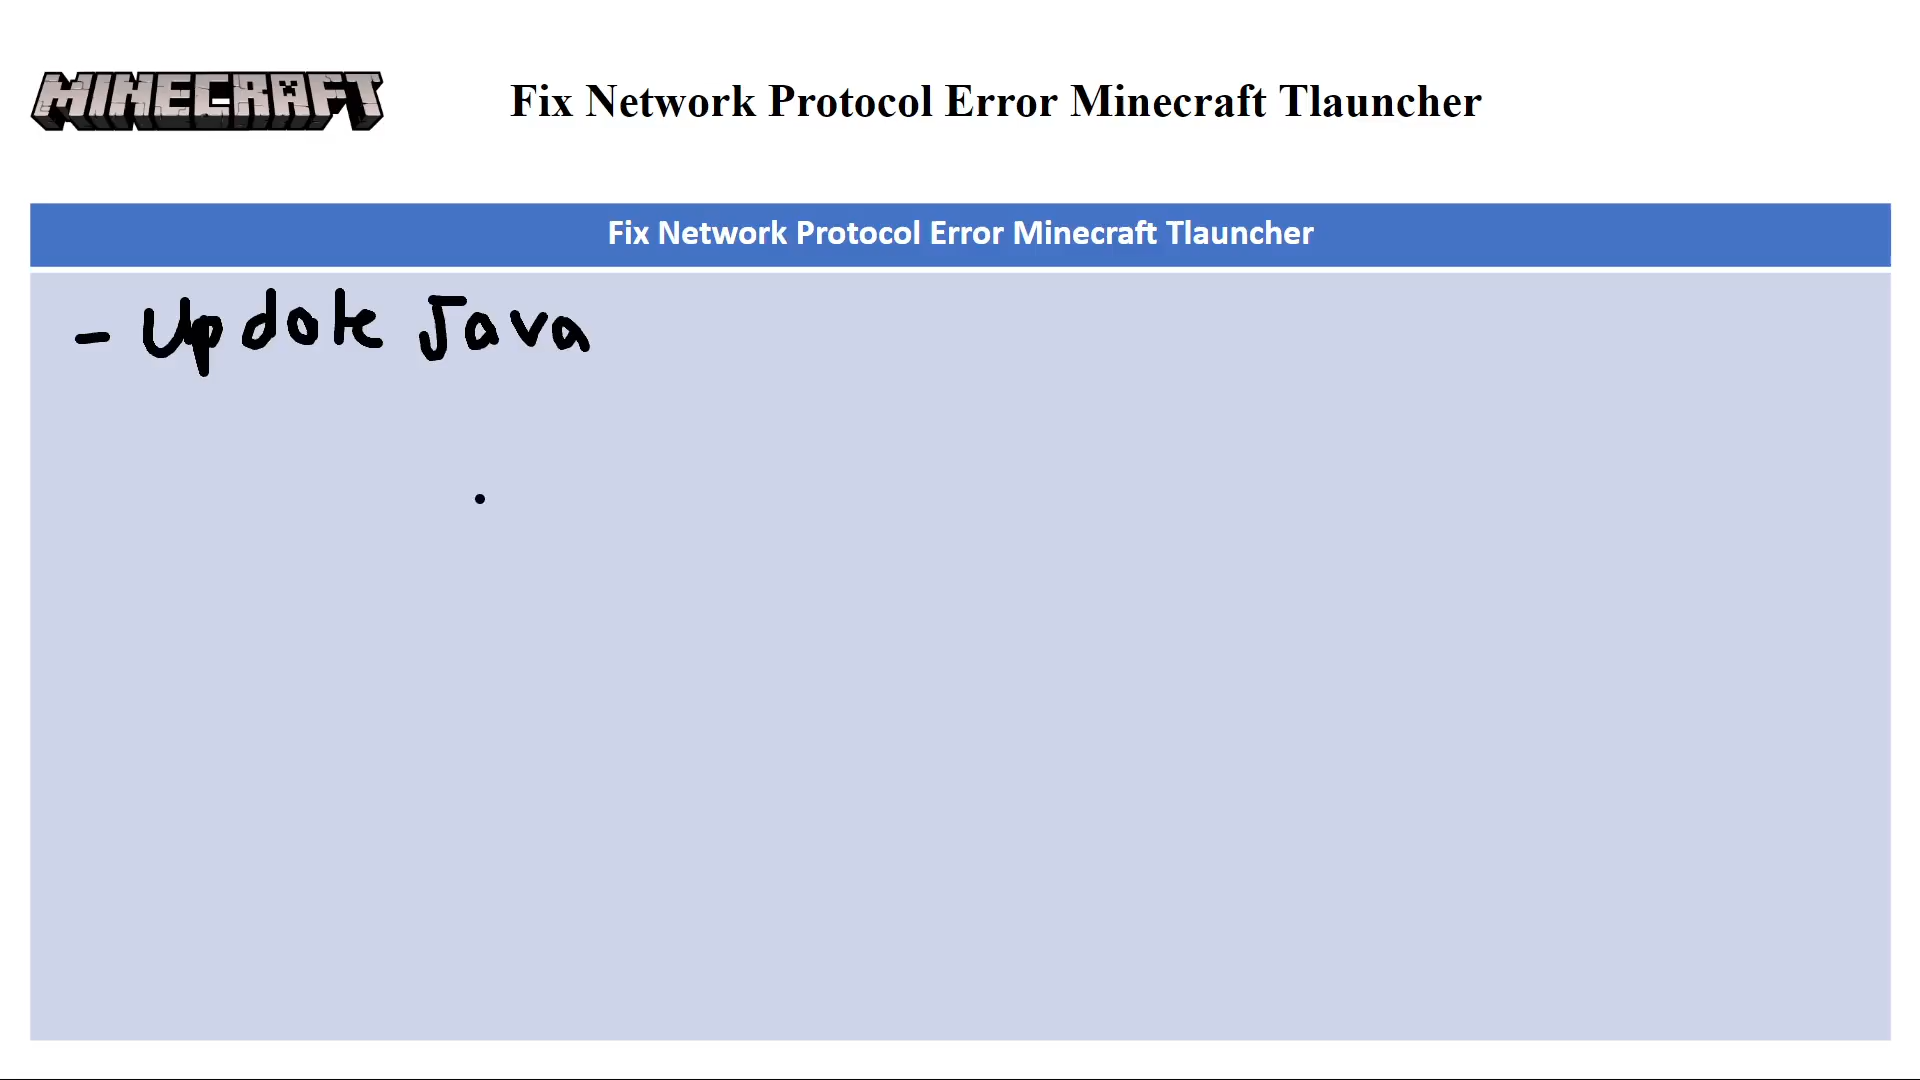 MINECRAFT
Fix Network Protocol Error Minecraft Tlauncher
Fix Network Protocol Error Minecraft Tlauncher
- Update Java